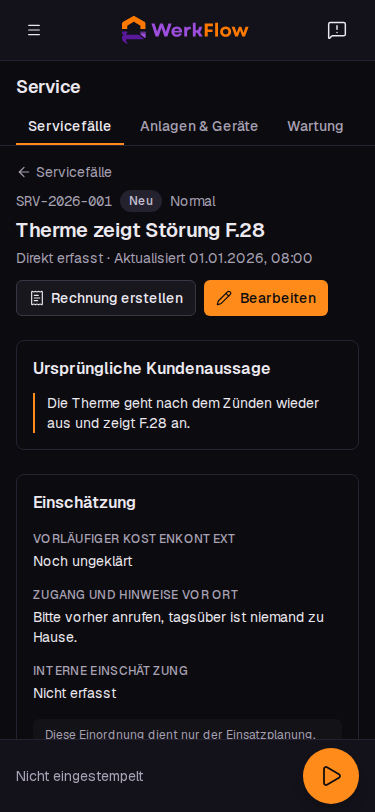 WerkFlow
Service
Servicefälle Anlagen & Geräte Wartung
Servicefälle
SRV-2026-001 Neu Normal
Therme zeigt Störung F.28
Direkt erfasst · Aktualisiert 01.01.2026, 08:00
Rechnung erstellen Bearbeiten
Ursprüngliche Kundenaussage
Die Therme geht nach dem Zünden wieder
aus und zeigt F.28 an.
Einschätzung
VORLÄUFIGER KOSTENKONTEXT
Noch ungeklärt
ZUGANG UND HINWEISE VOR ORT
Bitte vorher anrufen, tagsüber ist niemand zu
Hause.
INTERNE EINSCHÄTZUNG
Nicht erfasst
Diese Einordnung dient nur der Einsatzplanung.
Nicht eingestempelt